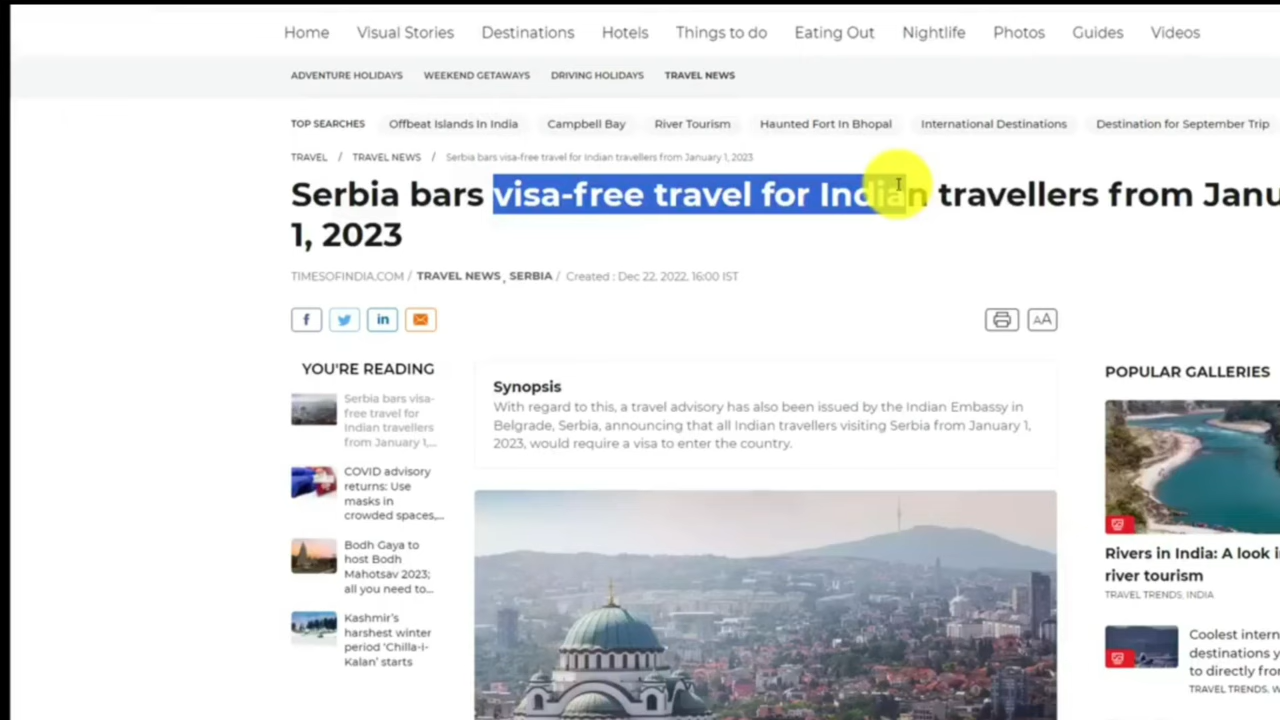 Home Visual Stories Destinations Hotels Things to do Eating Out Nightlife Photos Guides Videos
ADVENTURE HOLIDAYS WEEKEND GETAWAYS DRIVING HOLIDAYS TRAVEL NEWS
TOP SEARCHES Offbeat Islands In India Campbell Bay River Tourism Haunted Fort In Bhopal International Destinations Destination for September Trip
TRAVEL / TRAVEL NEWS / Serbia bars visa-free travel for Indian travellers from January 1, 2023
Serbia bars visa-free travel for Indian travellers from Janu
1, 2023
TIMESOFINDIA.COM / TRAVEL NEWS, SERBIA / Created : Dec 22, 2022, 16:00 IST
f in AA
YOU'RE READING
Serbia bars visa-
free travel for
Indian travellers
from January 1,...
COVID advisory
returns: Use
masks in
crowded spaces,...
Bodh Gaya to
host Bodh
Mahotsav 2023;
all you need to...
Kashmir's
harshest winter
period 'Chilla-I-
Kalan' starts
Synopsis
With regard to this, a travel advisory has also been issued by the Indian Embassy in
Belgrade, Serbia, announcing that all Indian travellers visiting Serbia from January 1,
2023, would require a visa to enter the country.
POPULAR GALLERIES
Rivers in India: A look i
river tourism
TRAVEL TRENDS, INDIA
Coolest intern
destinations y
to directly fro
TRAVEL TRENDS, W